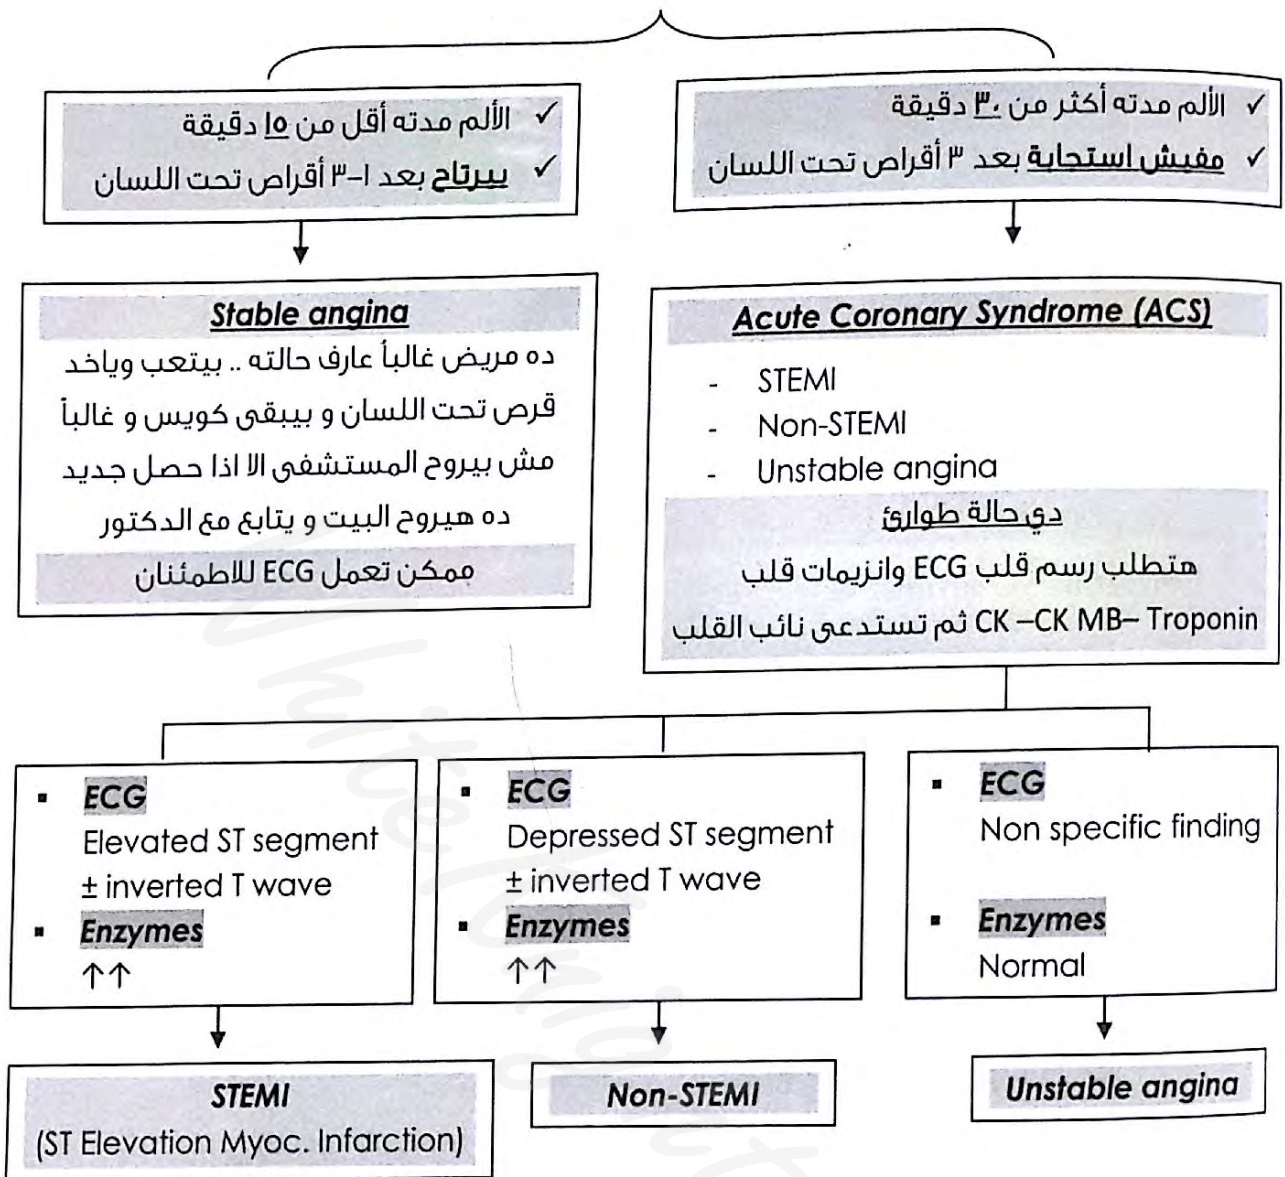 ✓ الألم مدته أقل من ١٥ دقيقة
✓ بيرتاح بعد ١–٣ أقراص تحت اللسان
✓ الألم مدته أكثر من ٣٠ دقيقة
✓ مفيش استجابة بعد ٣ أقراص تحت اللسان
Stable angina
ده مريض غالباً عارف حالته .. بيتعب وياخد
قرص تحت اللسان و بيبقى كويس و غالباً
مش بيروح المستشفى الا اذا حصل جديد
ده هيروح البيت و يتابع مع الدكتور
ممكن تعمل ECG للاطمئنان
Acute Coronary Syndrome (ACS)
- STEMI
- Non-STEMI
- Unstable angina
دي حالة طوارئ
هتطلب رسم قلب ECG وانزيمات قلب
CK –CK MB– Troponin ثم تستدعى نائب القلب
▪ ECG
Elevated ST segment
± inverted T wave
▪ Enzymes
↑↑
▪ ECG
Depressed ST segment
± inverted T wave
▪ Enzymes
↑↑
▪ ECG
Non specific finding
▪ Enzymes
Normal
STEMI
(ST Elevation Myoc. Infarction)
Non-STEMI
Unstable angina